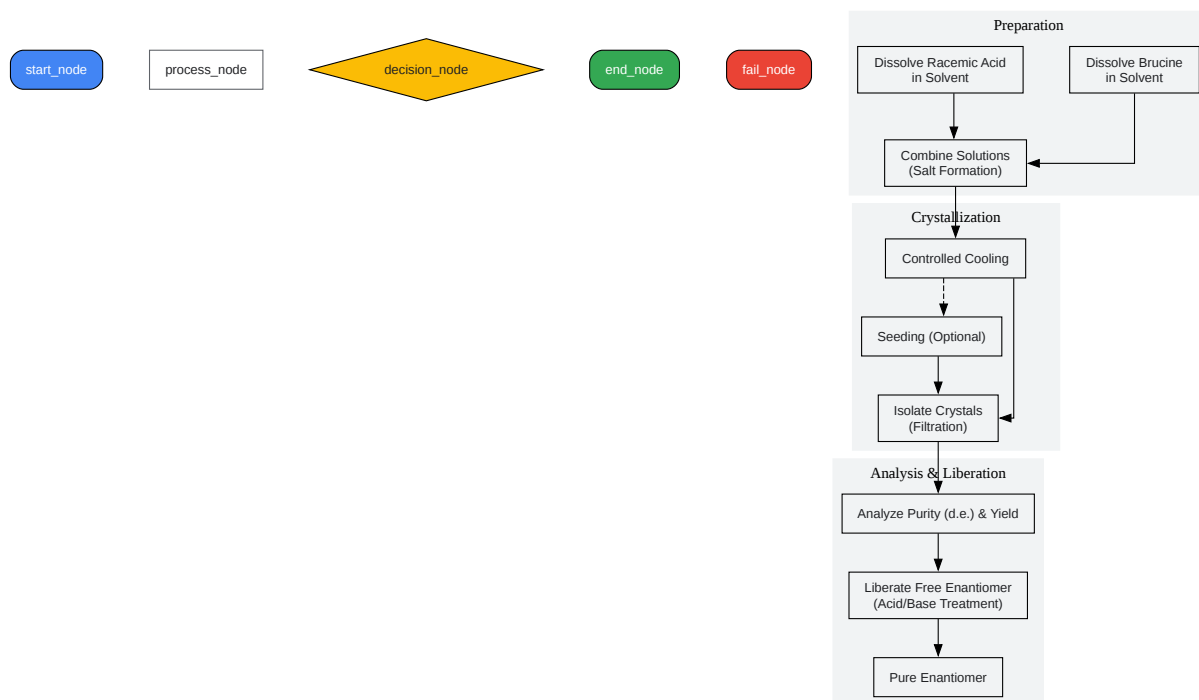 start_node
process_node
decision_node
end_node
fail_node
Preparation
Dissolve Racemic Acid
in Solvent
Dissolve Brucine
in Solvent
Combine Solutions
(Salt Formation)
Crystallization
Controlled Cooling
Seeding (Optional)
Isolate Crystals
(Filtration)
Analysis & Liberation
Analyze Purity (d.e.) & Yield
Liberate Free Enantiomer
(Acid/Base Treatment)
Pure Enantiomer